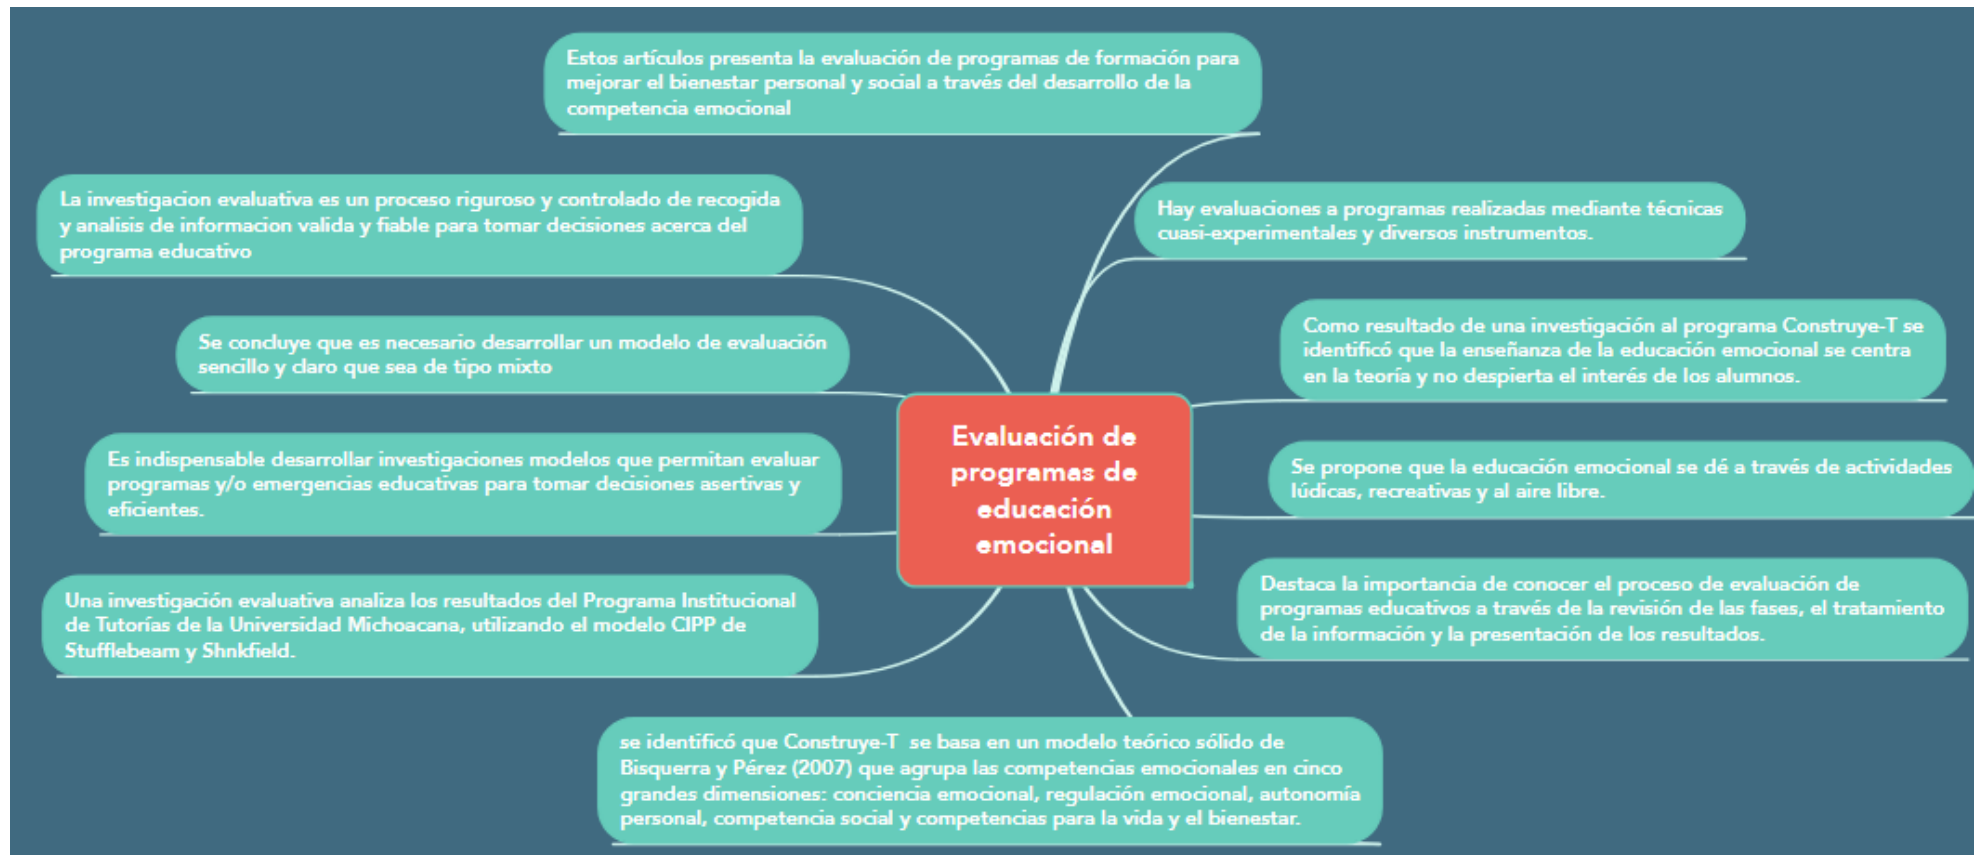 Estos artículos presenta la evaluación de programas de formación para
mejorar el bienestar personal y social a través del desarrollo de la
competencia emocional
La investigacion evaluativa es un proceso riguroso y controlado de recogida
y analisis de informacion valida y fiable para tomar decisiones acerca del
programa educativo
Hay evaluaciones a programas realizadas mediante técnicas
cuasi-experimentales y diversos instrumentos.
Se concluye que es necesario desarrollar un modelo de evaluación
sencillo y claro que sea de tipo mixto
Como resultado de una investigación al programa Construye-T se
identificó que la enseñanza de la educación emocional se centra
en la teoría y no despierta el interés de los alumnos.
Evaluación de
programas de
educación
emocional
Es indispensable desarrollar investigaciones modelos que permitan evaluar
programas y/o emergencias educativas para tomar decisiones asertivas y
eficientes.
Se propone que la educación emocional se dé a través de actividades
lúdicas, recreativas y al aire libre.
Una investigación evaluativa analiza los resultados del Programa Institucional
de Tutorías de la Universidad Michoacana, utilizando el modelo CIPP de
Stufflebeam y Shnkfield.
Destaca la importancia de conocer el proceso de evaluación de
programas educativos a través de la revisión de las fases, el tratamiento
de la información y la presentación de los resultados.
se identificó que Construye-T se basa en un modelo teórico sólido de
Bisquerra y Pérez (2007) que agrupa las competencias emocionales en cinco
grandes dimensiones: conciencia emocional, regulación emocional, autonomía
personal, competencia social y competencias para la vida y el bienestar.